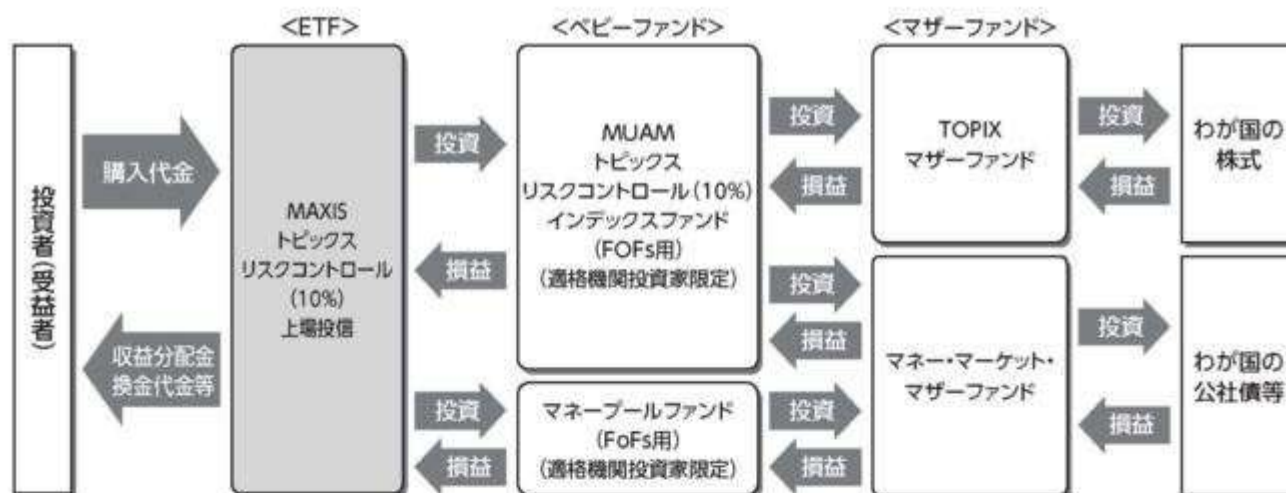 <ETF>
<ベビーファンド>
<マザーファンド>
投資者(受益者)
購入代金
収益分配金
換金代金等
MAXIS
トピックス
リスクコントロール
(10%)
上場投信
投資
損益
投資
損益
MUAM
トピックス
リスクコントロール(10%)
インデックスファンド
(FOFs用)
(適格機関投資家限定)
マネープールファンド
(FoFs用)
(適格機関投資家限定)
投資
損益
投資
損益
投資
損益
TOPIX
マザーファンド
マネー・マーケット・
マザーファンド
投資
損益
投資
損益
わが国の
株式
わが国の
公社債等